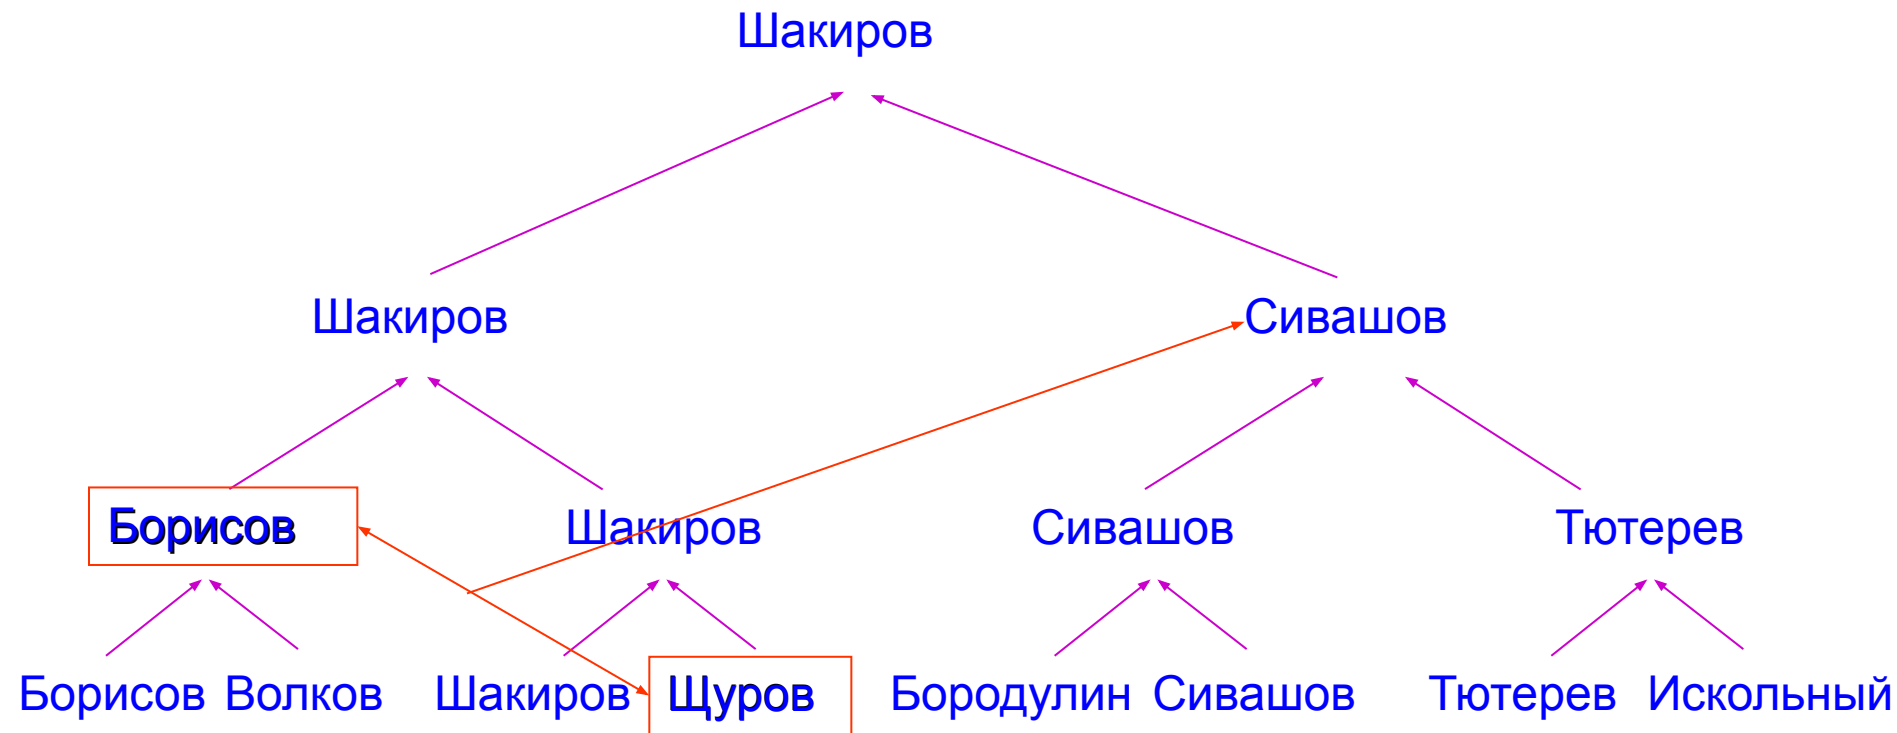 Шакиров
Шакиров Сивашов
Борисов Шакиров Сивашов Тютерев
Борисов Волков Шакиров Щуров Бородулин Сивашов Тютерев Искольный